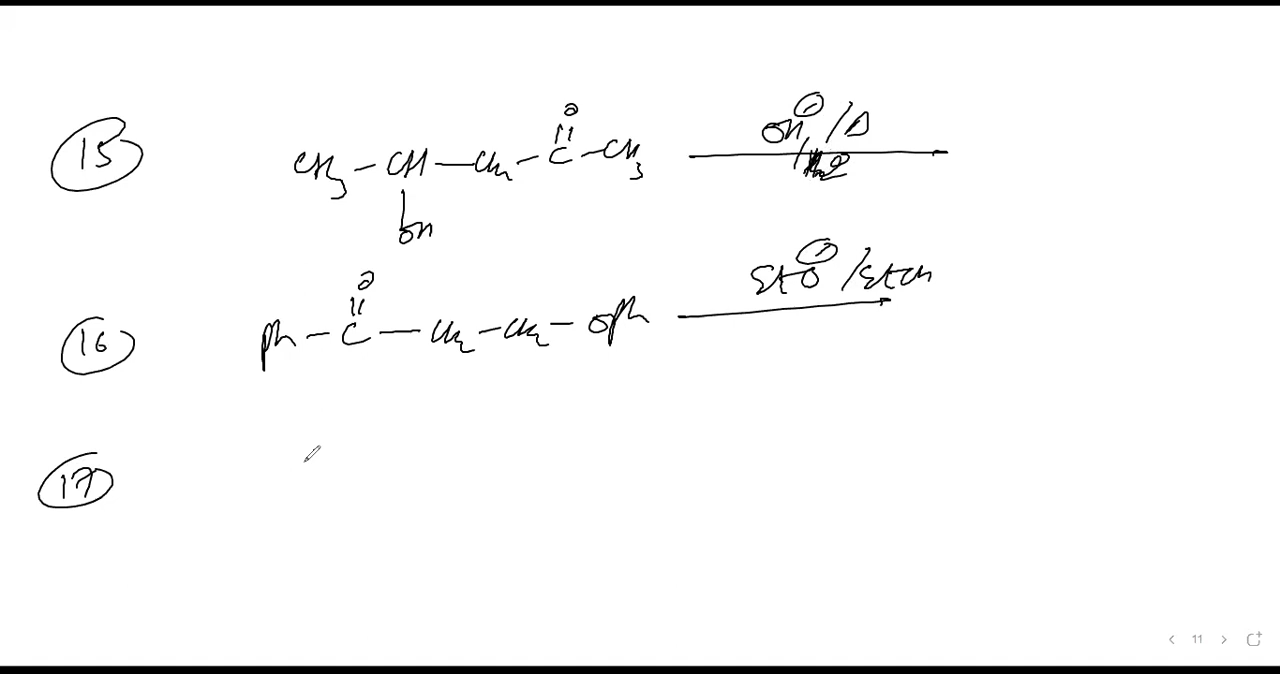 15 CH3 – CH – CH2 – C – CH3 OH⊖ / Δ
O
OH
16 Ph – C – CH2 – CH2 – OPh EtO⊖ / EtOH
O
17
11